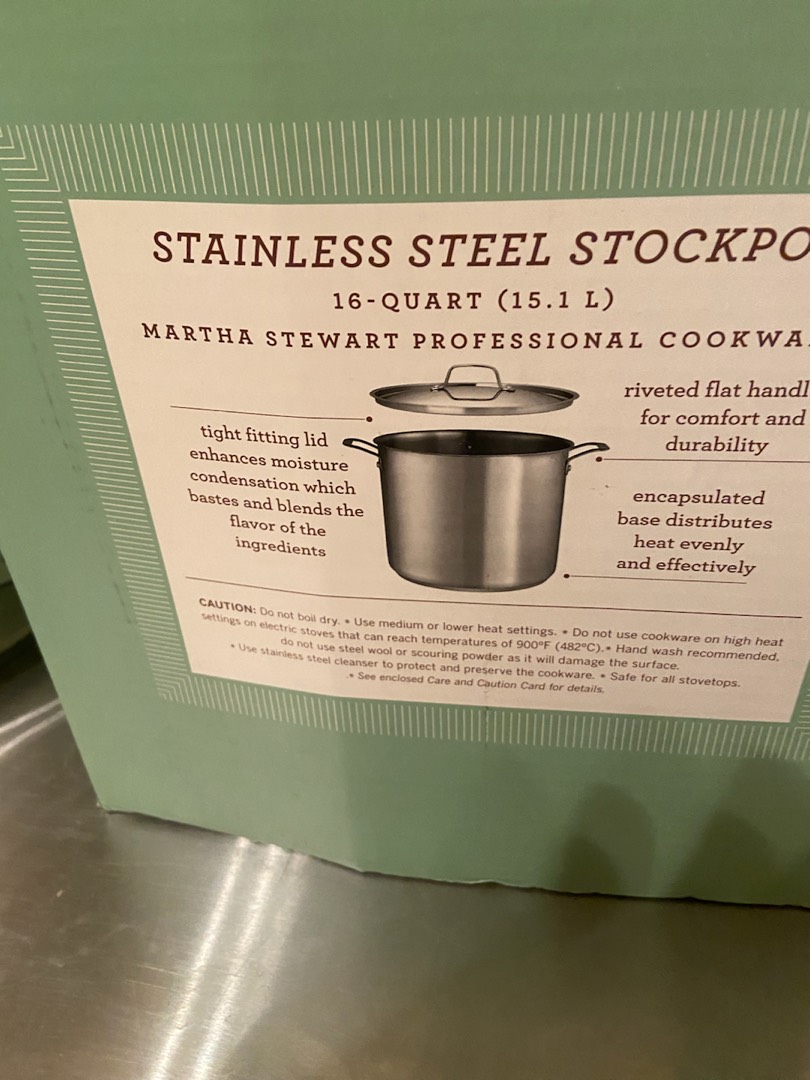 STAINLESS STEEL STOCKPO
16-QUART (15.1 L)
MARTHA STEWART PROFESSIONAL COOKWA
tight fitting lid
enhances moisture
condensation which
bastes and blends the
flavor of the
ingredients
riveted flat handl
for comfort and
durability
encapsulated
base distributes
heat evenly
and effectively
CAUTION: Do not boil dry. • Use medium or lower heat settings. • Do not use cookware on high heat
settings on electric stoves that can reach temperatures of 900°F (482°C). • Hand wash recommended,
do not use steel wool or scouring powder as it will damage the surface.
• Use stainless steel cleanser to protect and preserve the cookware. • Safe for all stovetops.
• See enclosed Care and Caution Card for details.